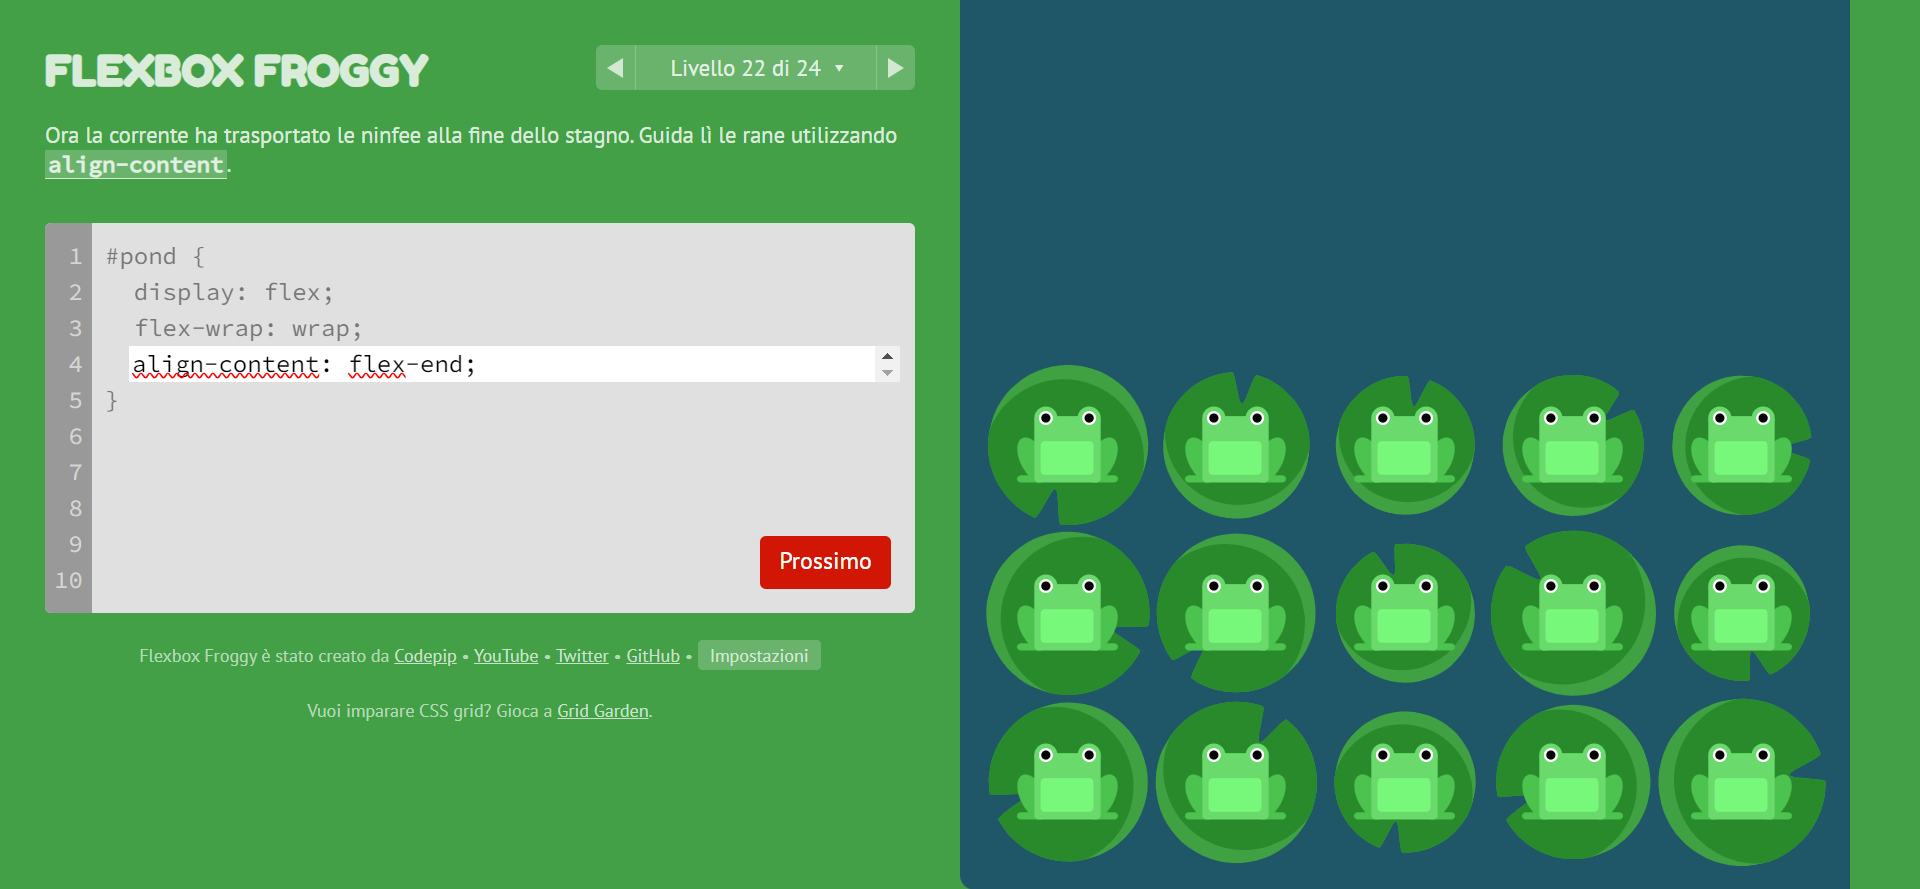 FLEXBOX FROGGY
Livello 22 di 24
Ora la corrente ha trasportato le ninfee alla fine dello stagno. Guida lì le rane utilizzando
align-content.
1 #pond {
2 display: flex;
3 flex-wrap: wrap;
4 align-content: flex-end;
5 }
6
7
8
9
10
Prossimo
Flexbox Froggy è stato creato da Codepip • YouTube • Twitter • GitHub • Impostazioni
Vuoi imparare CSS grid? Gioca a Grid Garden.